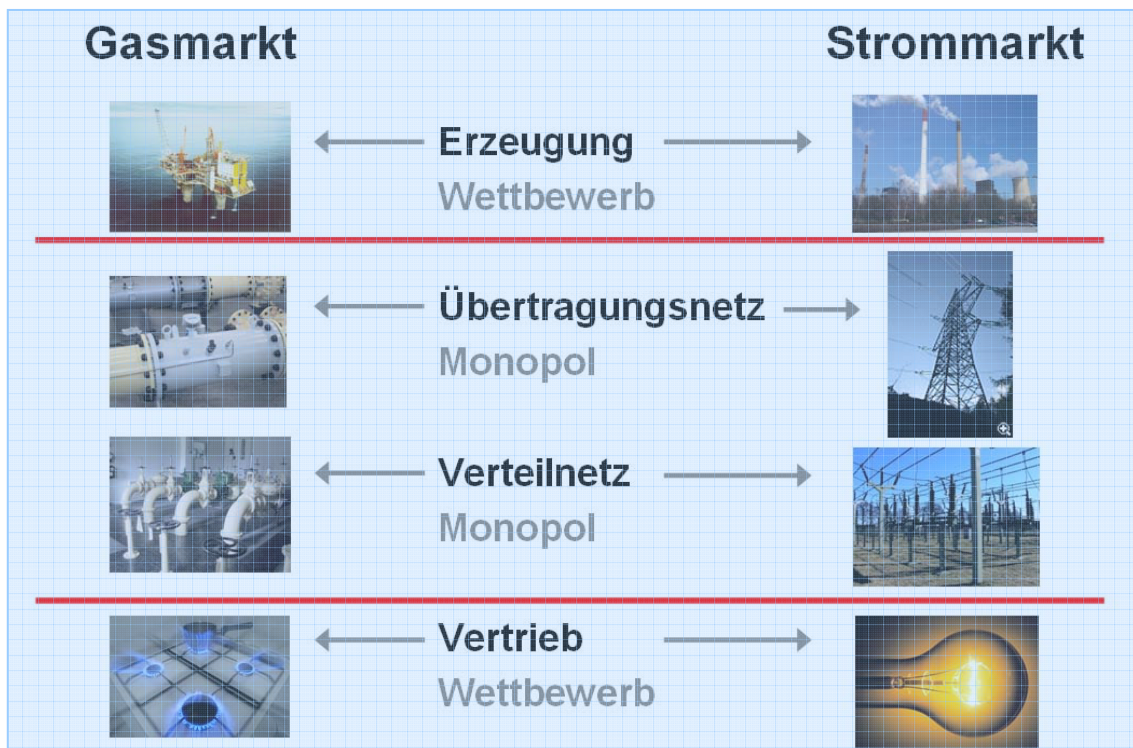 Gasmarkt
Strommarkt
Erzeugung
Wettbewerb
Übertragungsnetz
Monopol
Verteilnetz
Monopol
Vertrieb
Wettbewerb